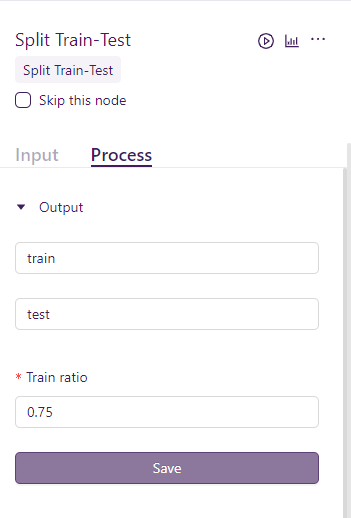 Split Train-Test
Split Train-Test
Skip this node
Input Process
Output
train
test
* Train ratio
0.75
Save